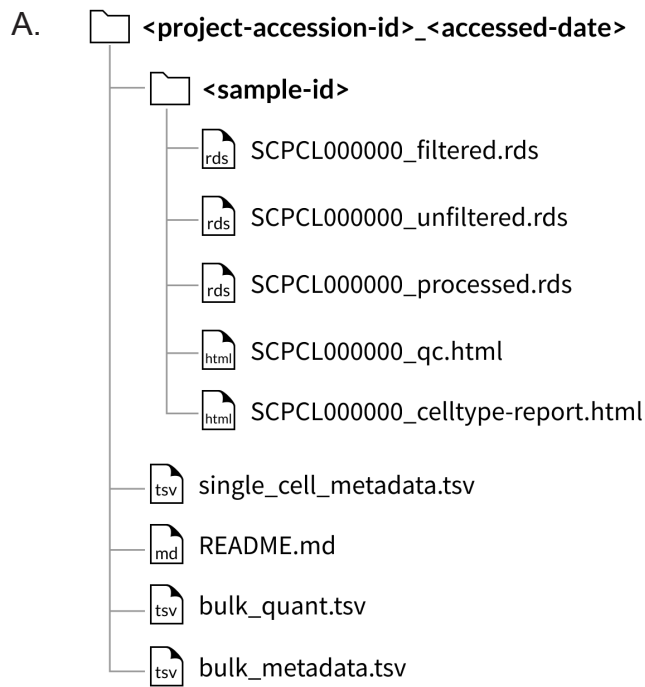 A.
<project-accession-id>_<accessed-date>
<sample-id>
rds SCPCL000000_filtered.rds
rds SCPCL000000_unfiltered.rds
rds SCPCL000000_processed.rds
html SCPCL000000_qc.html
html SCPCL000000_celltype-report.html
tsv single_cell_metadata.tsv
md README.md
tsv bulk_quant.tsv
tsv bulk_metadata.tsv